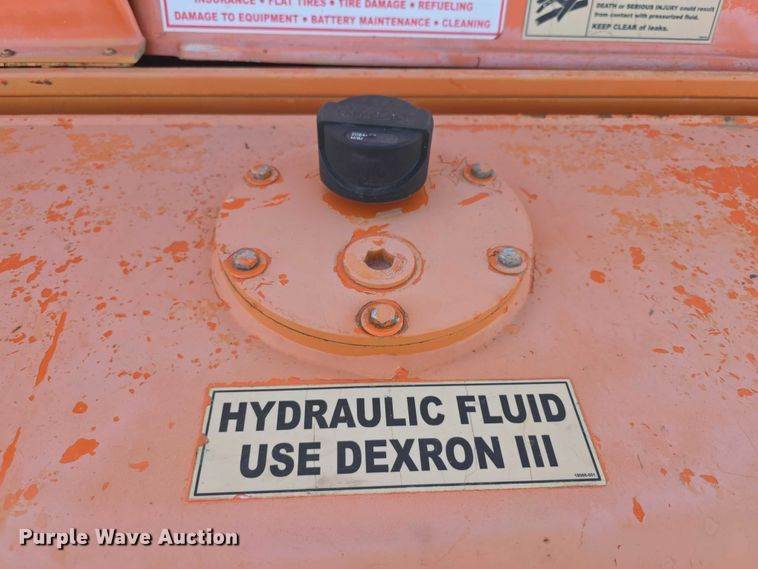 INSURANCE • FLAT TIRES • TIRE DAMAGE • REFUELING
DAMAGE TO EQUIPMENT • BATTERY MAINTENANCE • CLEANING
DEATH or SERIOUS INJURY could result
from contact with pressurized fluid.
KEEP CLEAR of leaks.
HYDRAULIC FLUID
USE DEXRON III
Purple Wave Auction